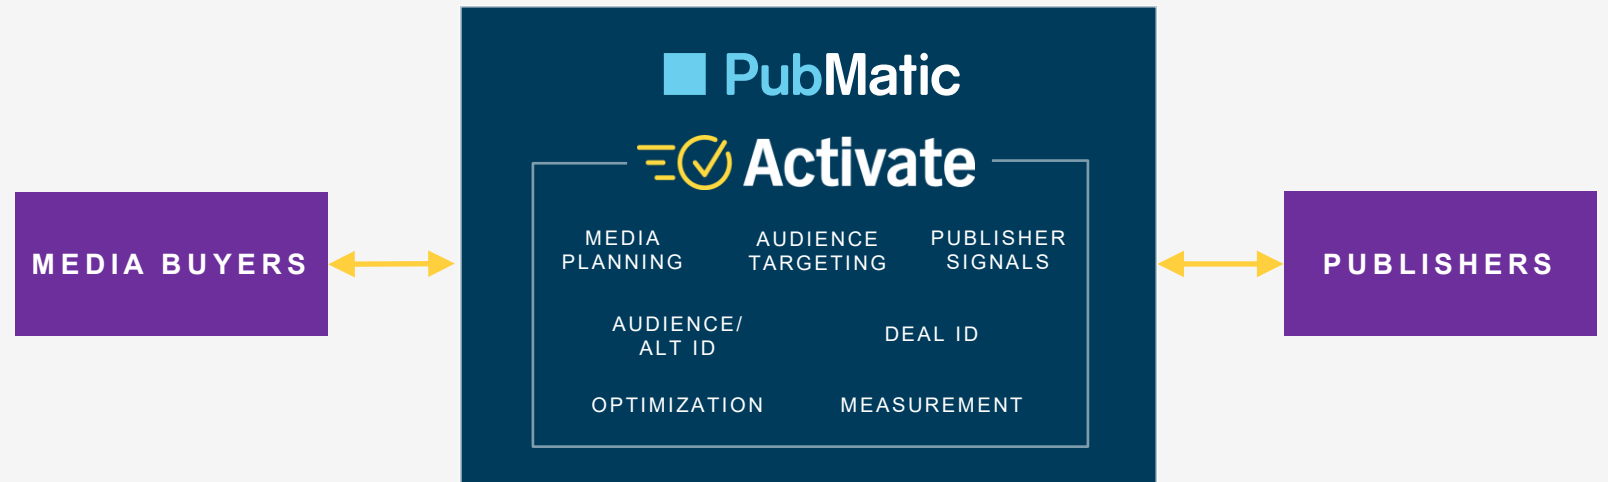 PubMatic
Activate
MEDIA BUYERS
MEDIA
PLANNING
AUDIENCE
TARGETING
PUBLISHER
SIGNALS
AUDIENCE/
ALT ID
DEAL ID
OPTIMIZATION
MEASUREMENT
PUBLISHERS